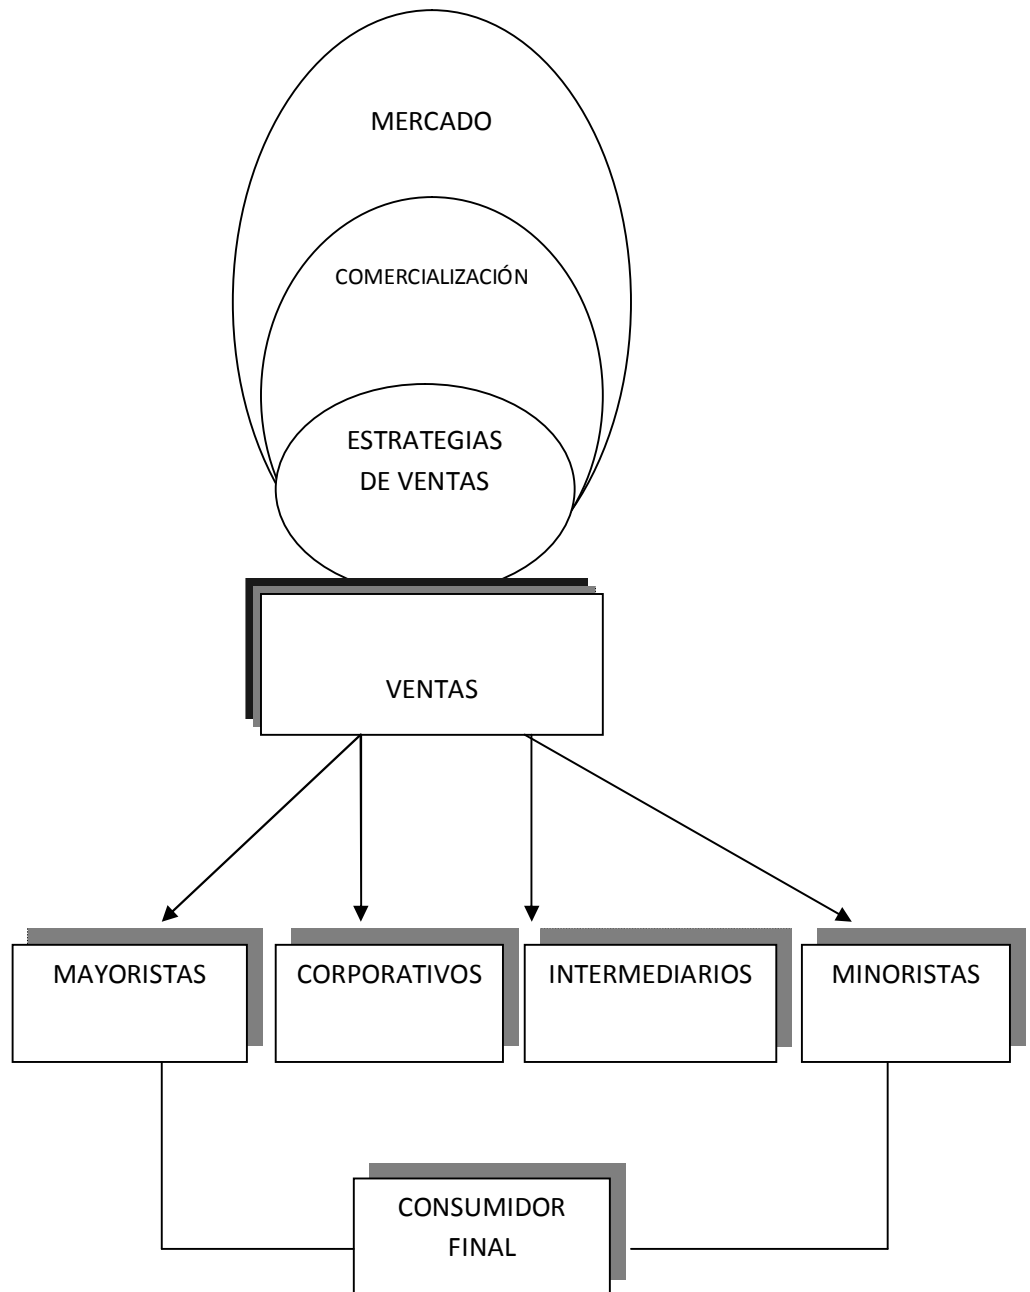 MERCADO
COMERCIALIZACIÓN
ESTRATEGIAS
DE VENTAS
VENTAS
MAYORISTAS
CORPORATIVOS
INTERMEDIARIOS
MINORISTAS
CONSUMIDOR
FINAL